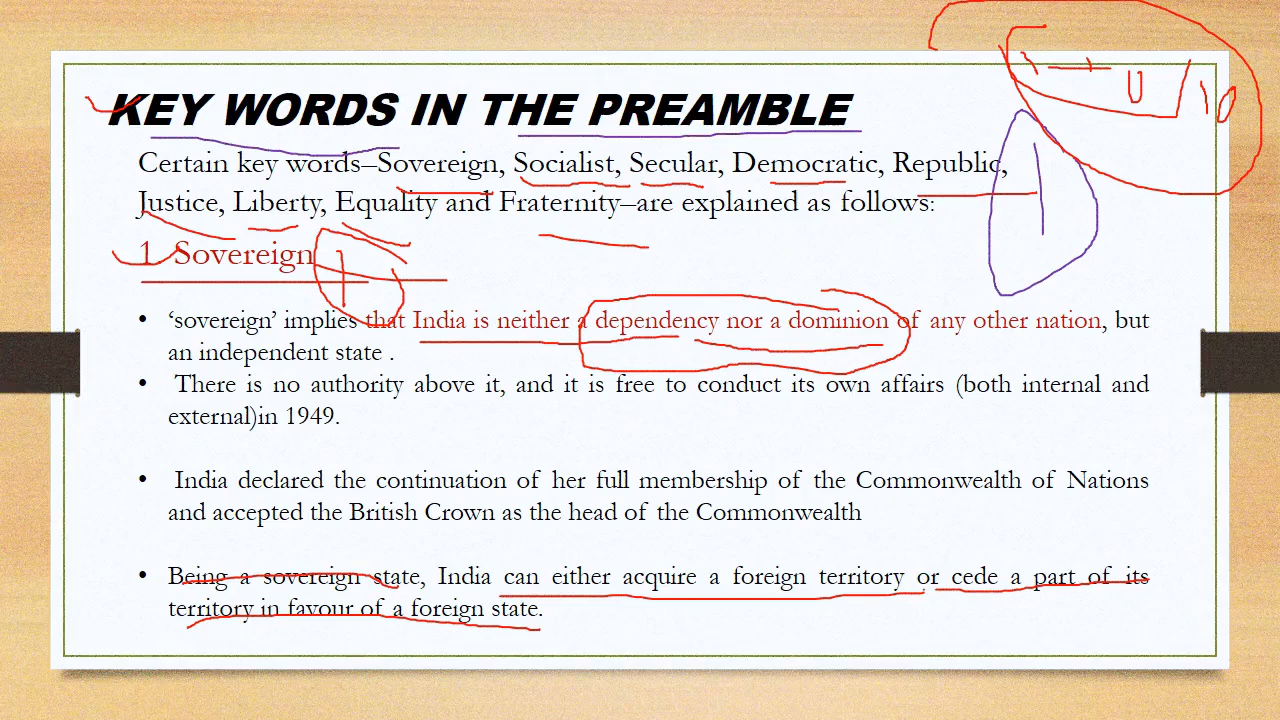 KEY WORDS IN THE PREAMBLE
Certain key words–Sovereign, Socialist, Secular, Democratic, Republic,
Justice, Liberty, Equality and Fraternity–are explained as follows:
1. Sovereign
• ‘sovereign’ implies that India is neither a dependency nor a dominion of any other nation, but
an independent state .
• There is no authority above it, and it is free to conduct its own affairs (both internal and
external)in 1949.
• India declared the continuation of her full membership of the Commonwealth of Nations
and accepted the British Crown as the head of the Commonwealth
• Being a sovereign state, India can either acquire a foreign territory or cede a part of its
territory in favour of a foreign state.